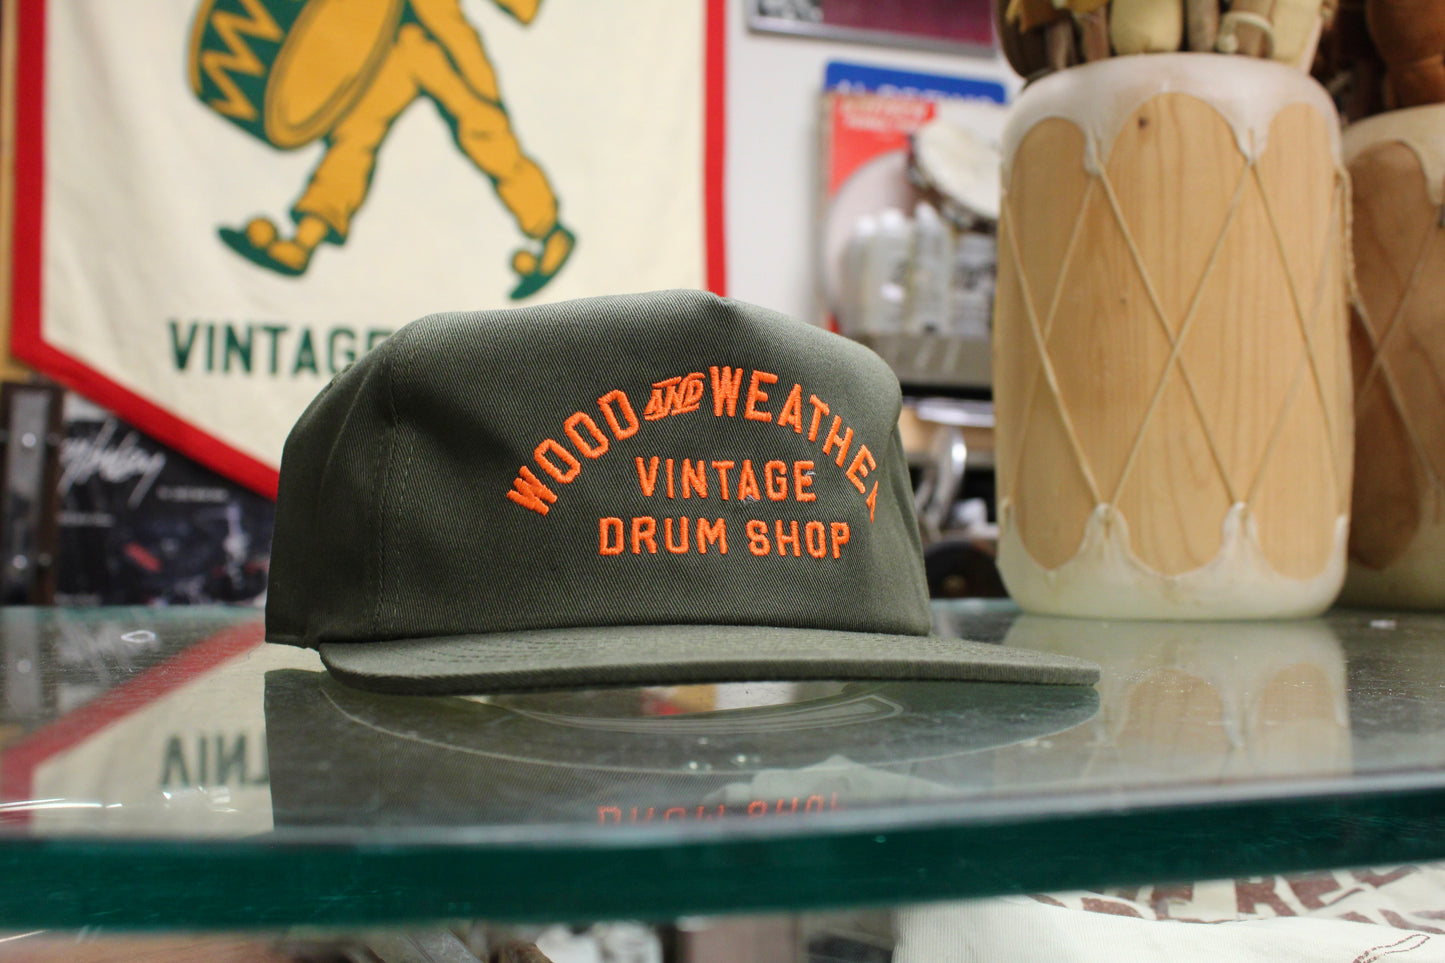 VINTAGE
WOOD AND WEATHER
VINTAGE
DRUM SHOP